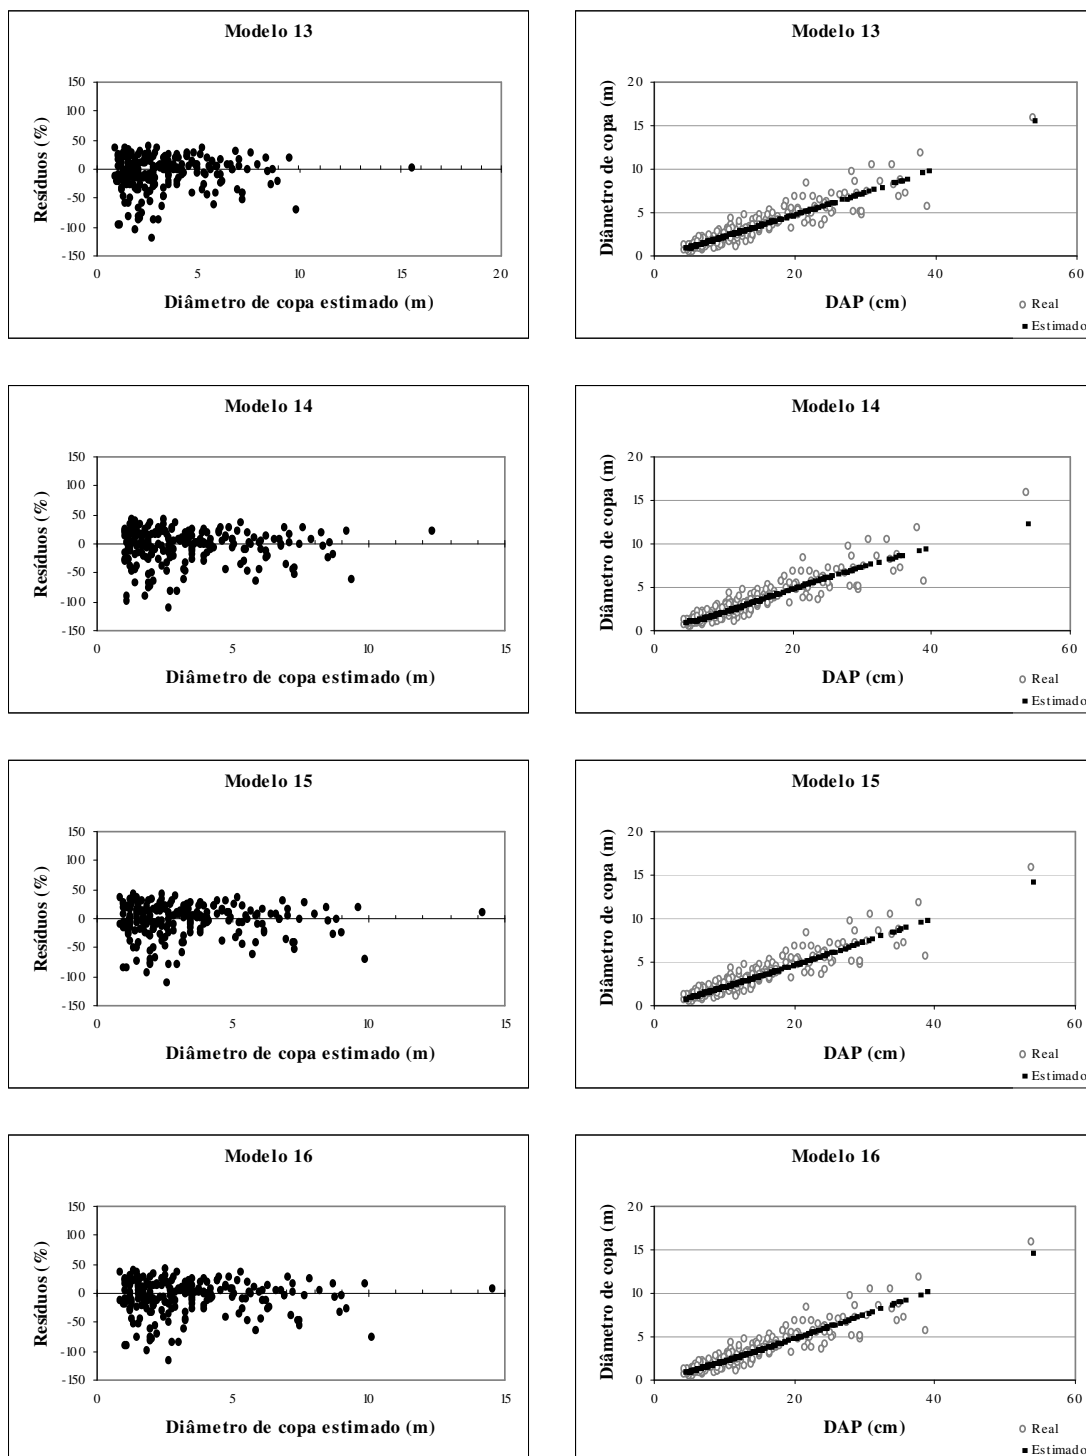 Modelo 13
150
100
50
0
-50
-100
-150
Resíduos (%)
0 5 10 15 20
Diâmetro de copa estimado (m)
Modelo 13
20
15
10
5
0
Diâmetro de copa (m)
0 20 40 60
DAP (cm)
Real
Estimado
Modelo 14
150
100
50
0
-50
-100
-150
Resíduos (%)
0 5 10 15
Diâmetro de copa estimado (m)
Modelo 14
20
15
10
5
0
Diâmetro de copa (m)
0 20 40 60
DAP (cm)
Real
Estimado
Modelo 15
150
100
50
0
-50
-100
-150
Resíduos (%)
0 5 10 15
Diâmetro de copa estimado (m)
Modelo 15
20
15
10
5
0
Diâmetro de copa (m)
0 20 40 60
DAP (cm)
Real
Estimado
Modelo 16
150
100
50
0
-50
-100
-150
Resíduos (%)
0 5 10 15
Diâmetro de copa estimado (m)
Modelo 16
20
15
10
5
0
Diâmetro de copa (m)
0 20 40 60
DAP (cm)
Real
Estimado